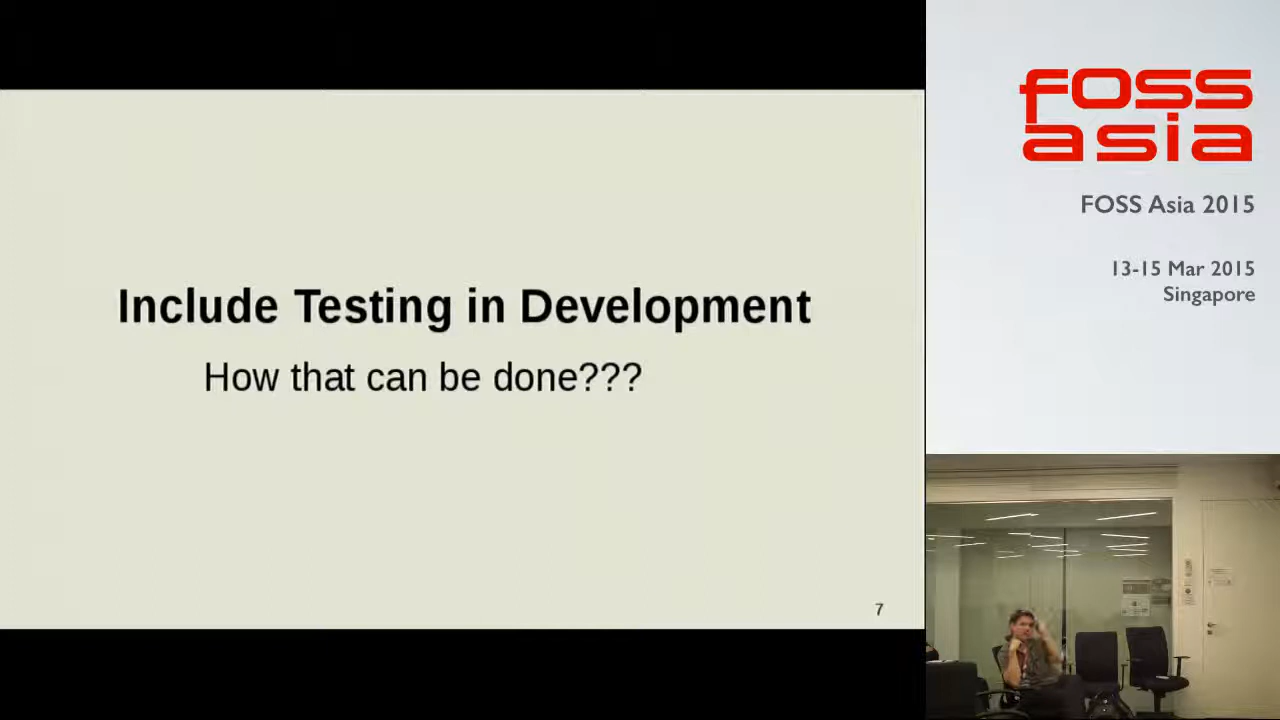 Include Testing in Development
How that can be done???
7
foss
asia
FOSS Asia 2015
13-15 Mar 2015
Singapore